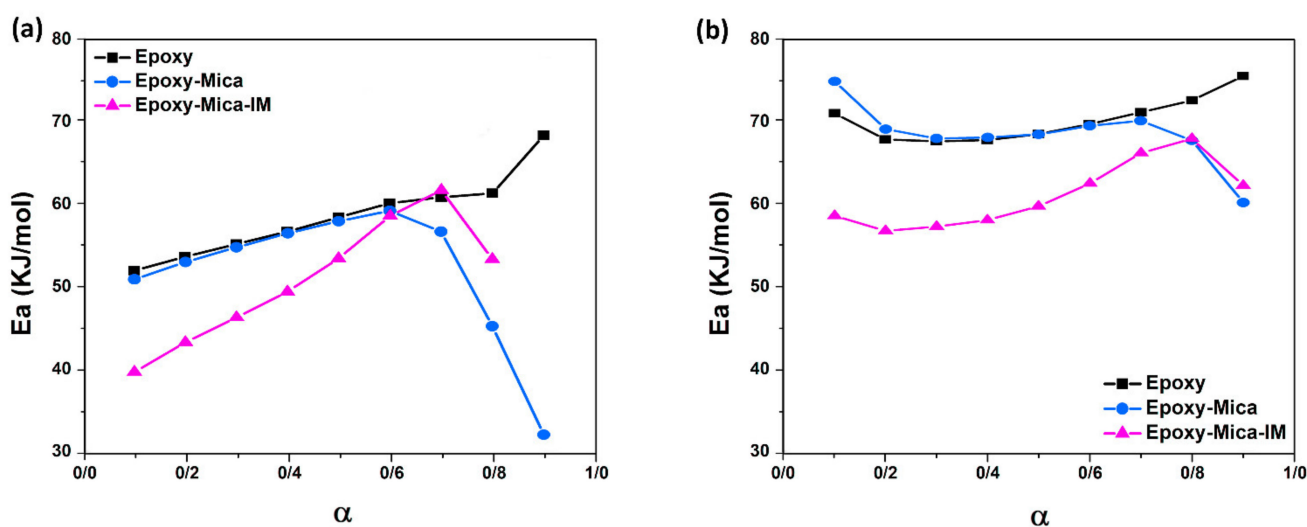 (a)
80
70
60
50
40
30
Ea (KJ/mol)
Epoxy
Epoxy-Mica
Epoxy-Mica-IM
0/0 0/2 0/4 0/6 0/8 1/0
α
(b)
80
70
60
50
40
30
Ea (KJ/mol)
Epoxy
Epoxy-Mica
Epoxy-Mica-IM
0/0 0/2 0/4 0/6 0/8 1/0
α